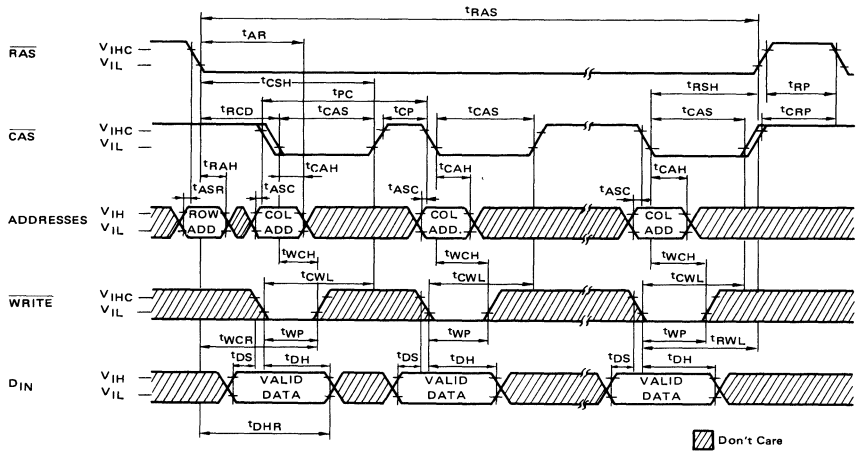 tRAS
tAR
RAS
VIHC
VIL
tCSH
tRSH
tRP
tPC
tRCD
tCAS
tCP
tCAS
tCAS
tCRP
CAS
VIHC
VIL
tRAH
tCAH
tCAH
tCAH
tASR
tASC
tASC
tASC
ADDRESSES
VIH
VIL
ROW ADD
COL ADD
COL ADD.
COL ADD
tWCH
tWCH
tWCH
tCWL
tCWL
tCWL
WRITE
VIHC
VIL
tWCR
tWP
tWP
tWP
tRWL
tDS
tDH
tDS
tDH
tDS
tDH
DIN
VIH
VIL
VALID DATA
VALID DATA
VALID DATA
tDHR
Don't Care